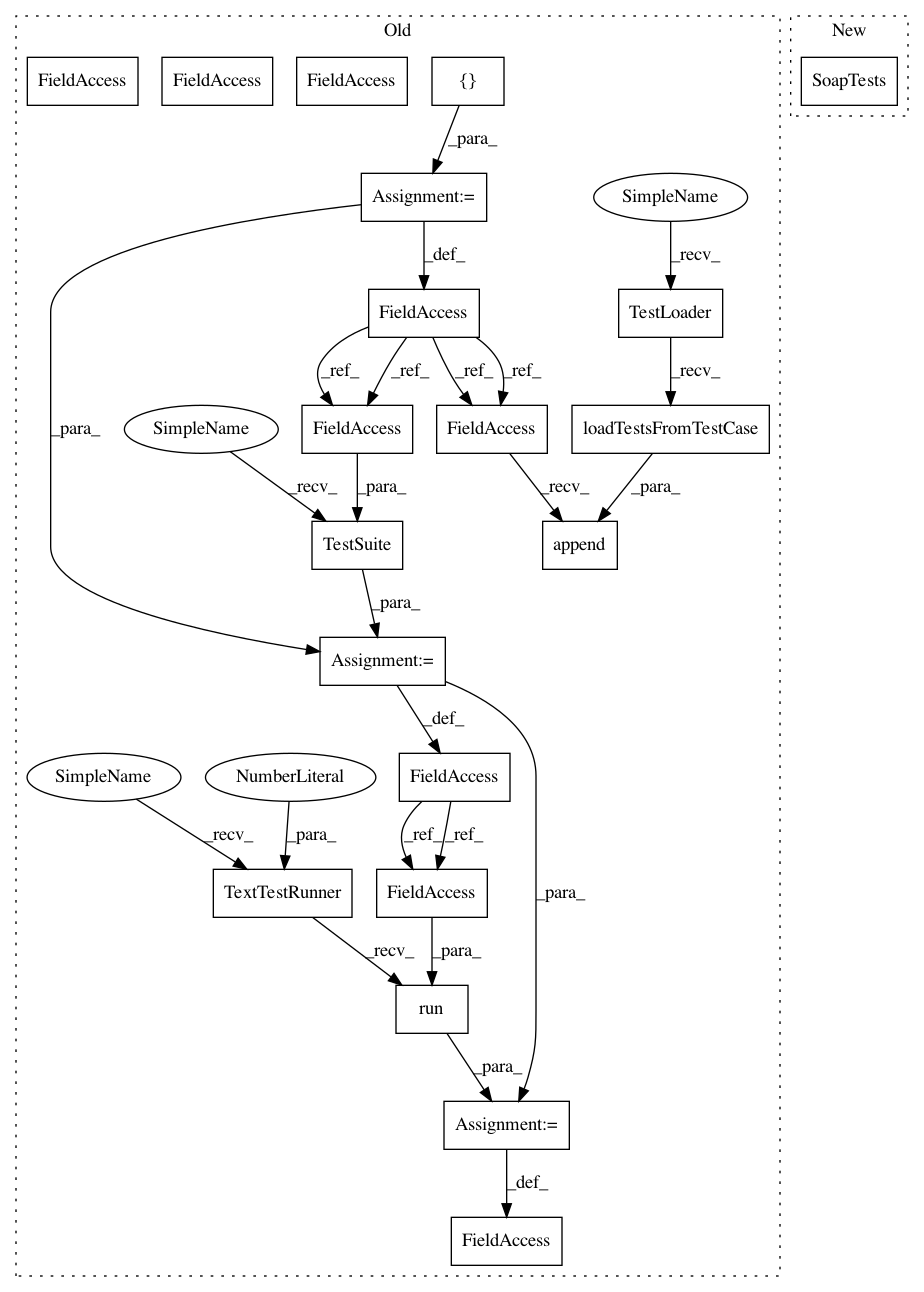 Old
New
FieldAccess
FieldAccess
FieldAccess
{}
SoapTests
_para_
Assignment:=
SimpleName
_def_
_recv_
FieldAccess
TestLoader
_ref_
_ref_
_ref_
_ref_
_recv_
_para_
SimpleName
FieldAccess
FieldAccess
loadTestsFromTestCase
_recv_
_para_
_recv_
_para_
TestSuite
append
_para_
Assignment:=
_def_
SimpleName
NumberLiteral
FieldAccess
_recv_
_para_
_ref_
_ref_
_para_
TextTestRunner
FieldAccess
_recv_
_para_
run
_para_
Assignment:=
_def_
FieldAccess